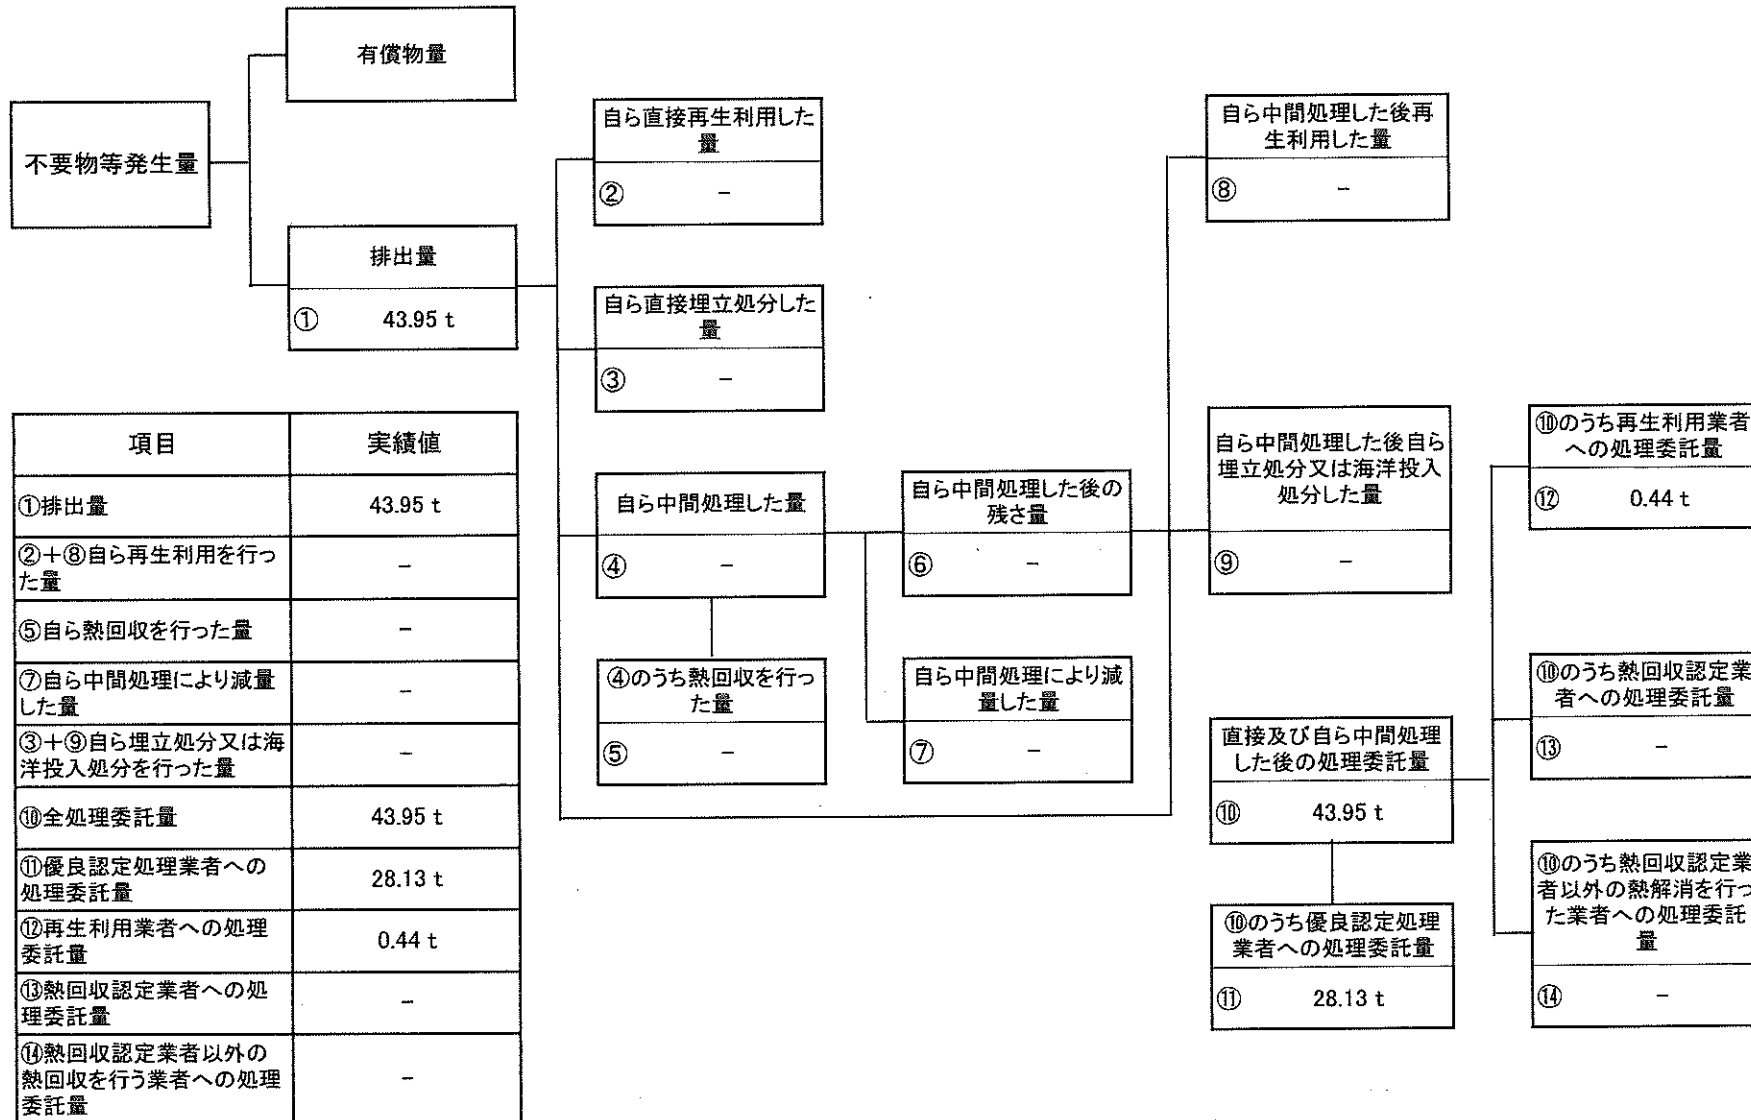 有償物量
不要物等発生量
排出量
① 43.95 t
自ら直接再生利用した
量
② －
自ら直接埋立処分した
量
③ －
自ら中間処理した量
④ －
④のうち熱回収を行っ
た量
⑤ －
自ら中間処理した後の
残さ量
⑥ －
自ら中間処理により減
量した量
⑦ －
自ら中間処理した後再
生利用した量
⑧ －
自ら中間処理した後自ら
埋立処分又は海洋投入
処分した量
⑨ －
直接及び自ら中間処理
した後の処理委託量
⑩ 43.95 t
⑩のうち優良認定処理
業者への処理委託量
⑪ 28.13 t
⑩のうち再生利用業者
への処理委託量
⑫ 0.44 t
⑩のうち熱回収認定業
者への処理委託量
⑬ －
⑩のうち熱回収認定業
者以外の熱解消を行っ
た業者への処理委託
量
⑭ －
項目 実績値
①排出量 43.95 t
②＋⑧自ら再生利用を行っ
た量 －
⑤自ら熱回収を行った量 －
⑦自ら中間処理により減量
した量 －
③＋⑨自ら埋立処分又は海
洋投入処分を行った量 －
⑩全処理委託量 43.95 t
⑪優良認定処理業者への
処理委託量 28.13 t
⑫再生利用業者への処理
委託量 0.44 t
⑬熱回収認定業者への処
理委託量 －
⑭熱回収認定業者以外の
熱回収を行う業者への処理
委託量 －